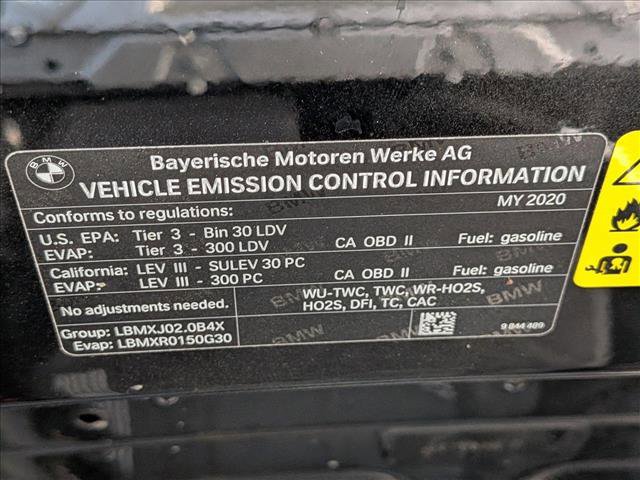 BMW
Bayerische Motoren Werke AG
VEHICLE EMISSION CONTROL INFORMATION
Conforms to regulations: MY 2020
U.S. EPA: Tier 3 - Bin 30 LDV
EVAP: Tier 3 - 300 LDV CA OBD II Fuel: gasoline
California: LEV III - SULEV 30 PC
EVAP: LEV III - 300 PC CA OBD II Fuel: gasoline
No adjustments needed.
WU-TWC, TWC, WR-HO2S,
HO2S, DFI, TC, CAC
Group: LBMXJ02.0B4X
Evap: LBMXR0150G30
9 844 489